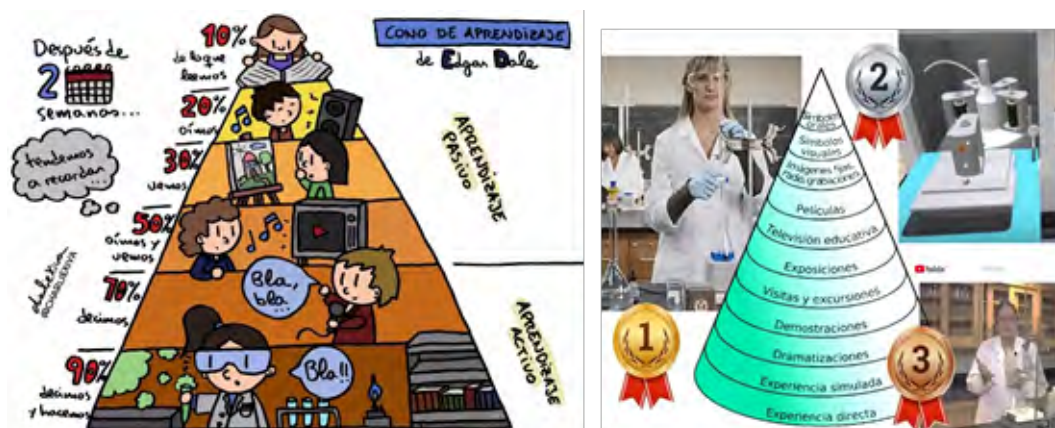 Después de
2
semanas...
tendemos
a recordar
...
10%
de lo que
leemos
20%
oímos
30%
vemos
50%
oímos y
vemos
70%
decimos
90%
decimos
y hacemos
CONO DE APRENDIZAJE
de Edgar Dale
APRENDIZAJE
PASIVO
APRENDIZAJE
ACTIVO
Bla,
bla...
Bla!!
Símbolos
visuales
Imágenes fijas,
radio, grabaciones
Películas
Televisión educativa
Exposiciones
Visitas y excursiones
Demostraciones
Dramatizaciones
Experiencia simulada
Experiencia directa
1
2
3
YouTube